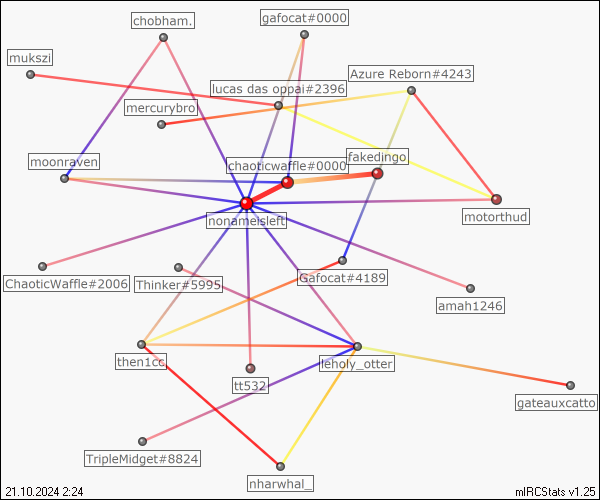 gafocat#0000
chobham.
mukszi
Azure Reborn#4243
lucas das oppai#2396
mercurybro
fakedingo
moonraven
chaoticwaffle#0000
nonameisleft
motorthud
ChaoticWaffle#2006
Thinker#5995
Gafocat#4189
amah1246
then1cc
leholy_otter
tt532
gateauxcatto
TripleMidget#8824
nharwhal_
21.10.2024 2:24
mIRCStats v1.25